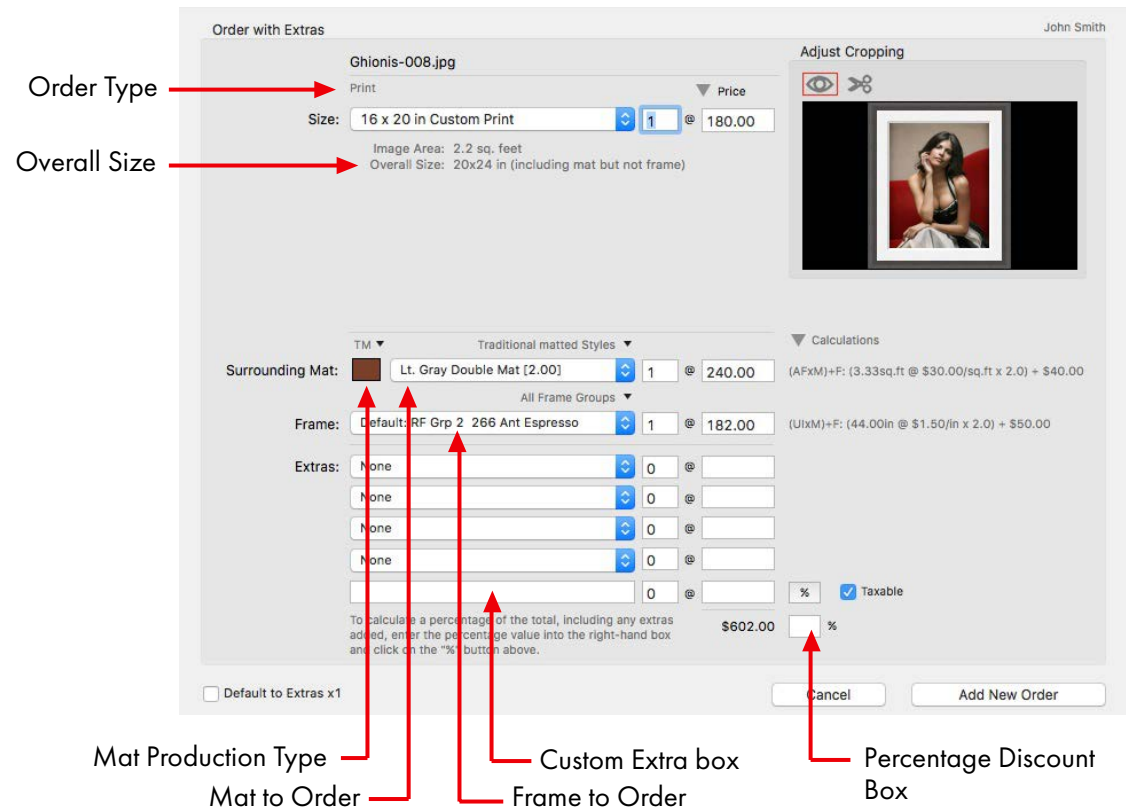 Order with Extras
John Smith
Ghionis-008.jpg
Adjust Cropping
Order Type
Print
▼ Price
Size: 16 x 20 in Custom Print 1 @ 180.00
Image Area: 2.2 sq. feet
Overall Size
Overall Size: 20x24 in (including mat but not frame)
TM ▼ Traditional matted Styles ▼
▼ Calculations
Surrounding Mat: Lt. Gray Double Mat [2.00] 1 @ 240.00 (AFxM)+F: (3.33sq.ft @ $30.00/sq.ft x 2.0) + $40.00
All Frame Groups ▼
Frame: Default: RF Grp 2 266 Ant Espresso 1 @ 182.00 (UIxM)+F: (44.00in @ $1.50/in x 2.0) + $50.00
Extras: None 0 @
None 0 @
None 0 @
None 0 @
0 @ % Taxable
To calculate a percentage of the total, including any extras
added, enter the percentage value into the right-hand box
and click on the "%" button above.
$602.00 %
Default to Extras x1
Cancel
Add New Order
Mat Production Type
Custom Extra box
Percentage Discount
Box
Mat to Order
Frame to Order